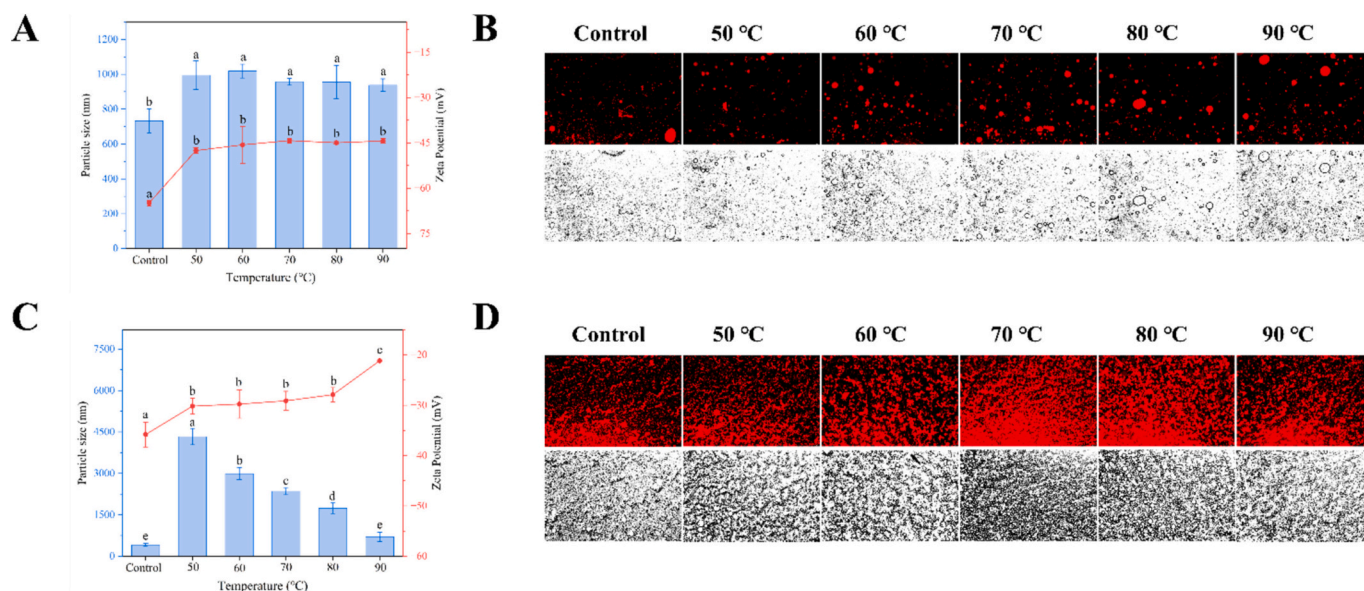 A
1200
1000
800
600
400
200
0
Particle size (nm)
b
a
a
a
a
a
a
b
b
b
b
b
-15
-30
-45
-60
-75
Zeta Potential (mV)
Control
50
60
70
80
90
Temperature (°C)
B
Control
50 °C
60 °C
70 °C
80 °C
90 °C
C
7500
6000
4500
3000
1500
0
Particle size (nm)
a
b
b
b
b
c
e
a
b
c
d
e
-20
-30
-40
-50
-60
Zeta Potential (mV)
Control
50
60
70
80
90
Temperature (°C)
D
Control
50 °C
60 °C
70 °C
80 °C
90 °C